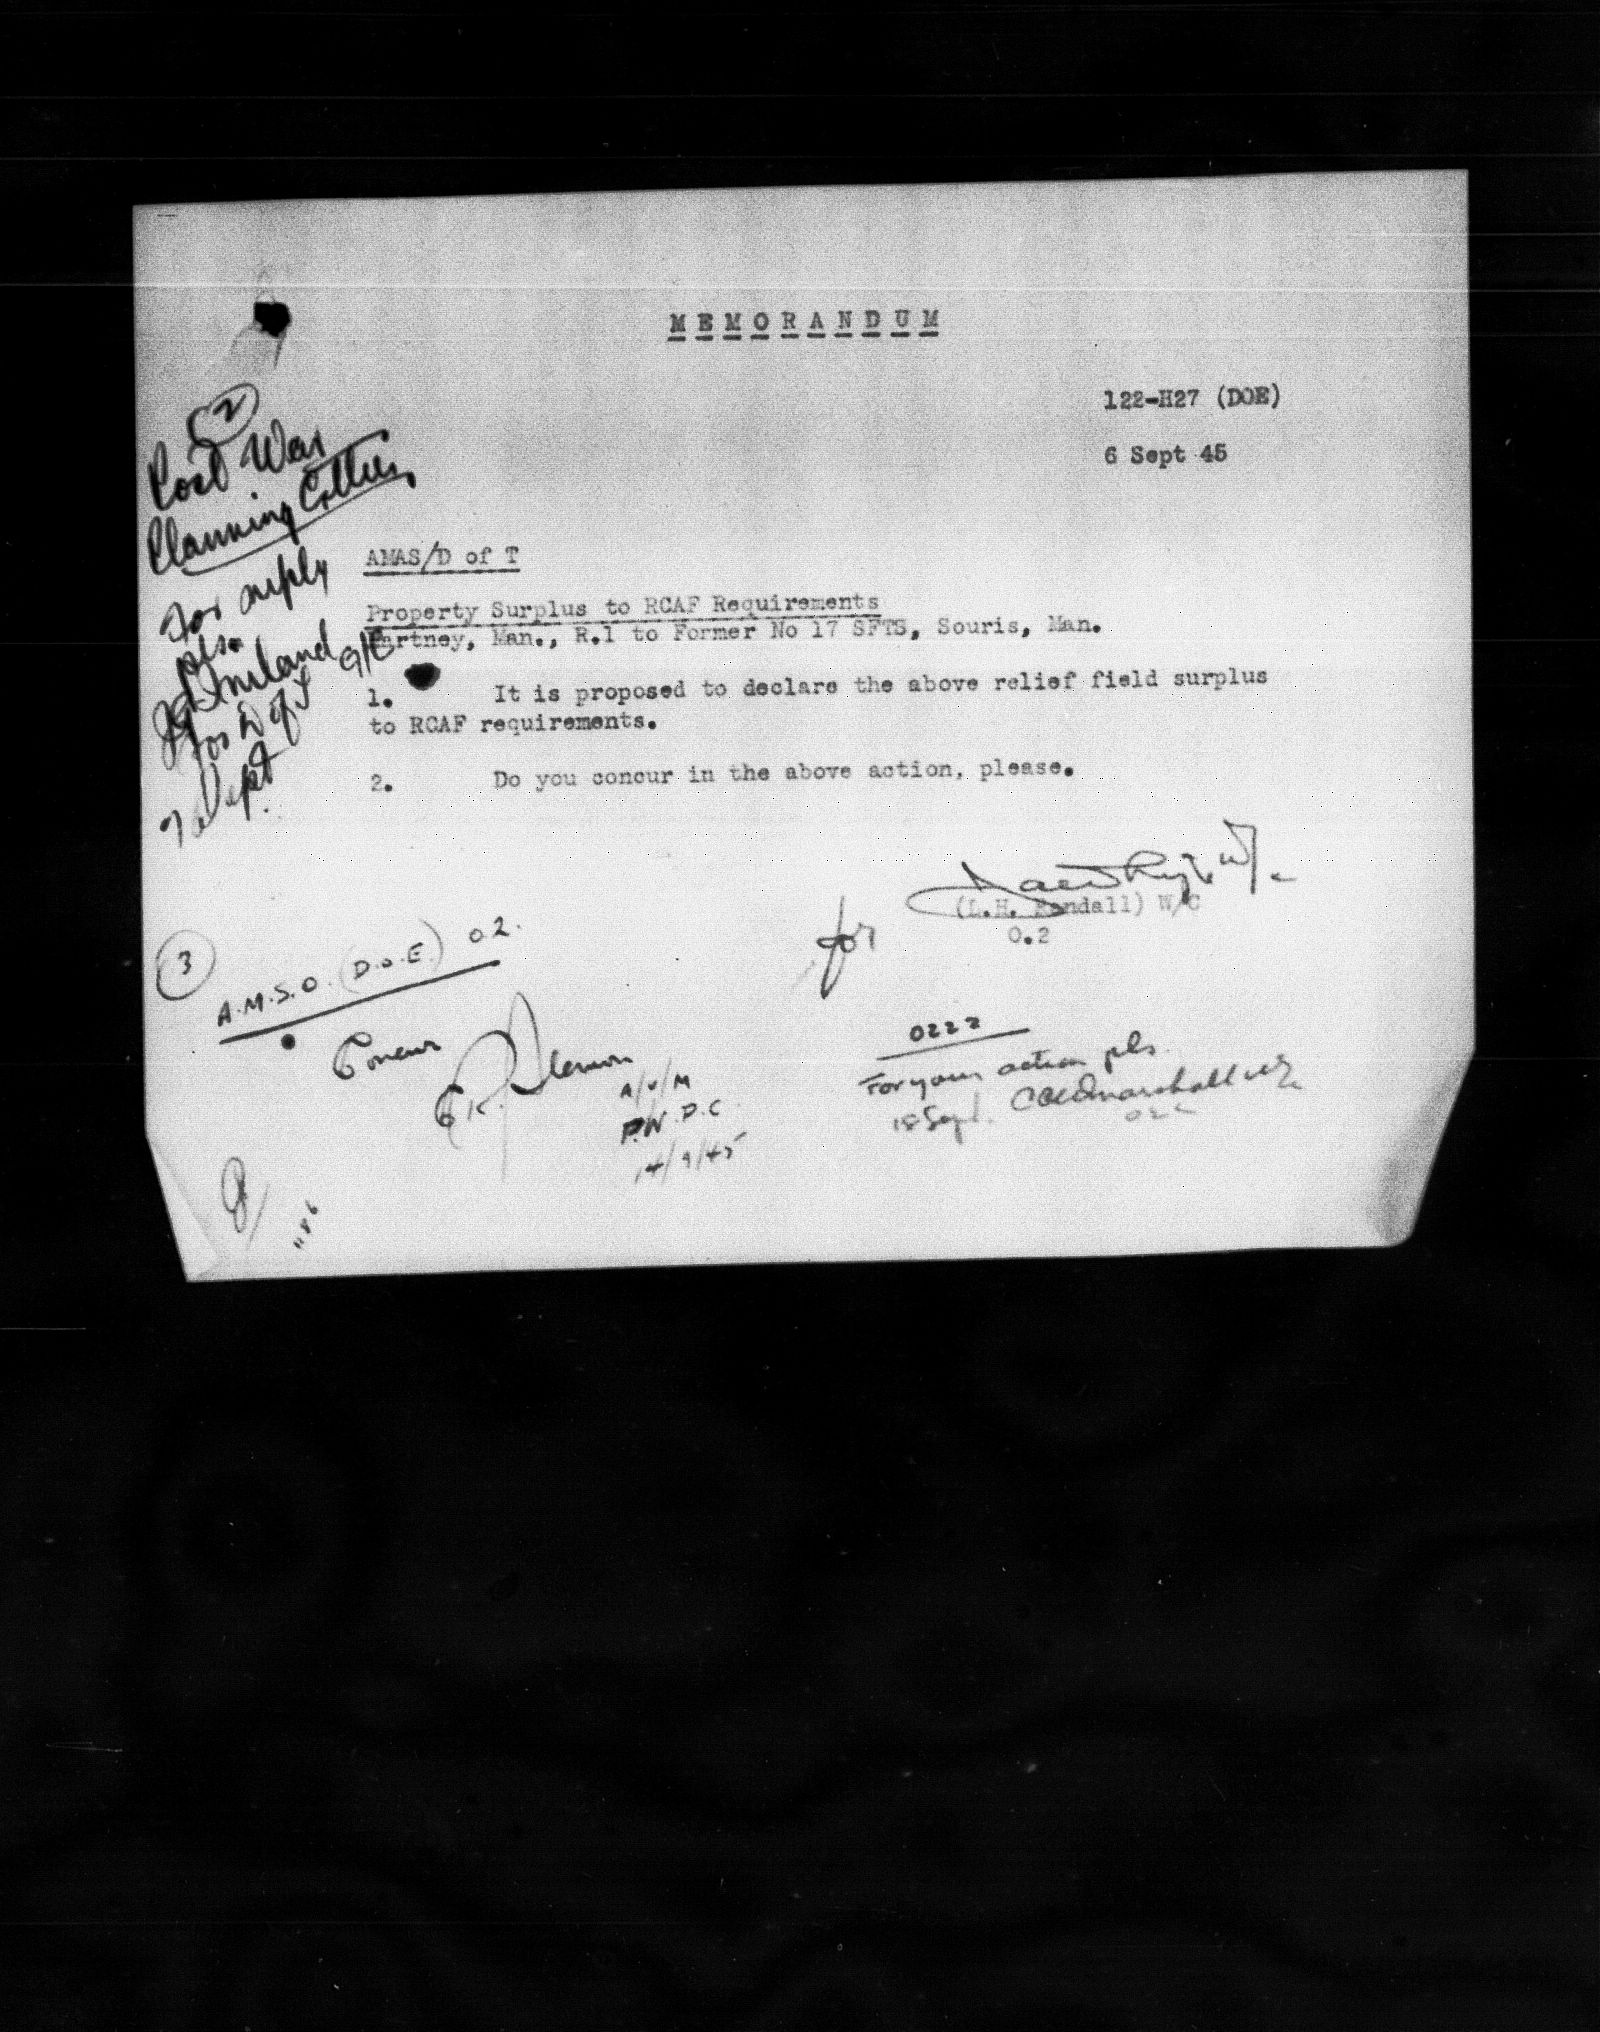 MEMORANDUM
122-H27 (DOE)
6 Sept 45
2
Post War
Planning Cttee,
For reply
pls.
for D of T
7 Sept.
AMAS/D of T
Property Surplus to RCAF Requirements
Hartney, Man., R.1 to Former No 17 SFTS, Souris, Man.
1. It is proposed to declare the above relief field surplus
to RCAF requirements.
2. Do you concur in the above action, please.
for
(L.H. Randall) W/C
O.2
3
A.M.S.O. (D.O.E.) O2.
Concur
A/V/M
P.W.P.C
14/9/45
O222
For your action pls.
18 Sept.